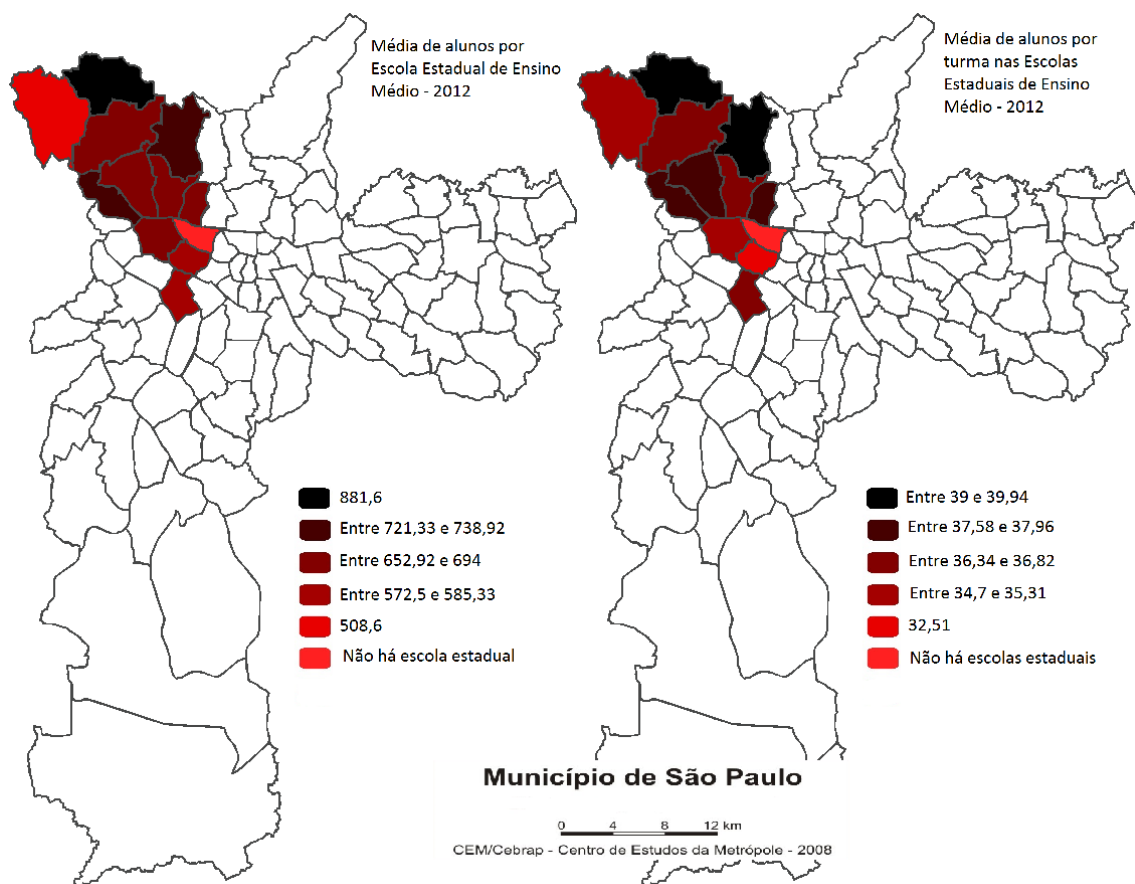 Média de alunos por
Escola Estadual de Ensino
Médio - 2012
Média de alunos por
turma nas Escolas
Estaduais de Ensino
Médio - 2012
881,6
Entre 721,33 e 738,92
Entre 652,92 e 694
Entre 572,5 e 585,33
508,6
Não há escola estadual
Entre 39 e 39,94
Entre 37,58 e 37,96
Entre 36,34 e 36,82
Entre 34,7 e 35,31
32,51
Não há escolas estaduais
Município de São Paulo
0 4 8 12 km
CEM/Cebrap - Centro de Estudos da Metrópole - 2008